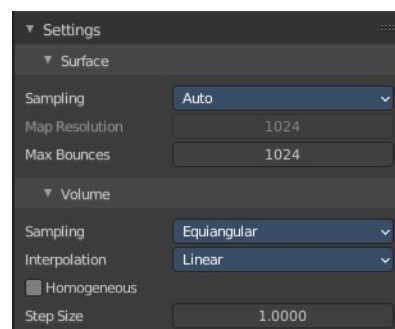 Settings
Surface
Sampling Auto
Map Resolution 1024
Max Bounces 1024
Volume
Sampling Equiangular
Interpolation Linear
Homogeneous
Step Size 1.0000